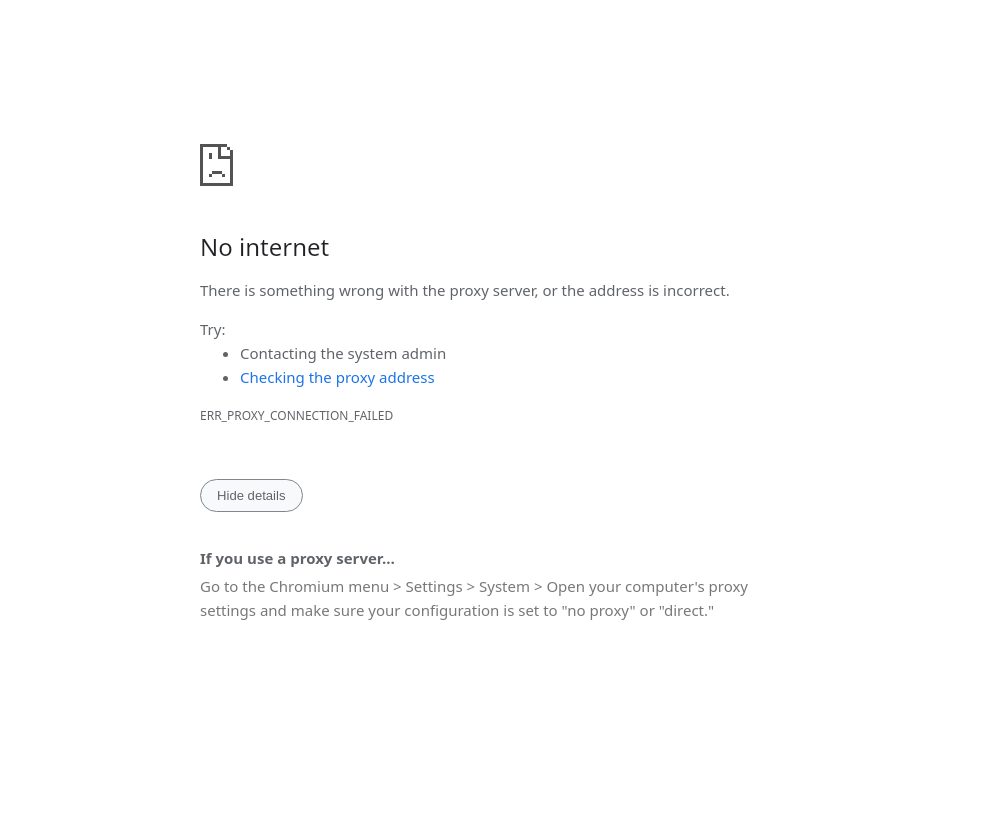 No internet
There is something wrong with the proxy server, or the address is incorrect.
Try:
Contacting the system admin
Checking the proxy address
ERR_PROXY_CONNECTION_FAILED
Hide details
If you use a proxy server...
Go to the Chromium menu > Settings > System > Open your computer's proxy
settings and make sure your configuration is set to "no proxy" or "direct."